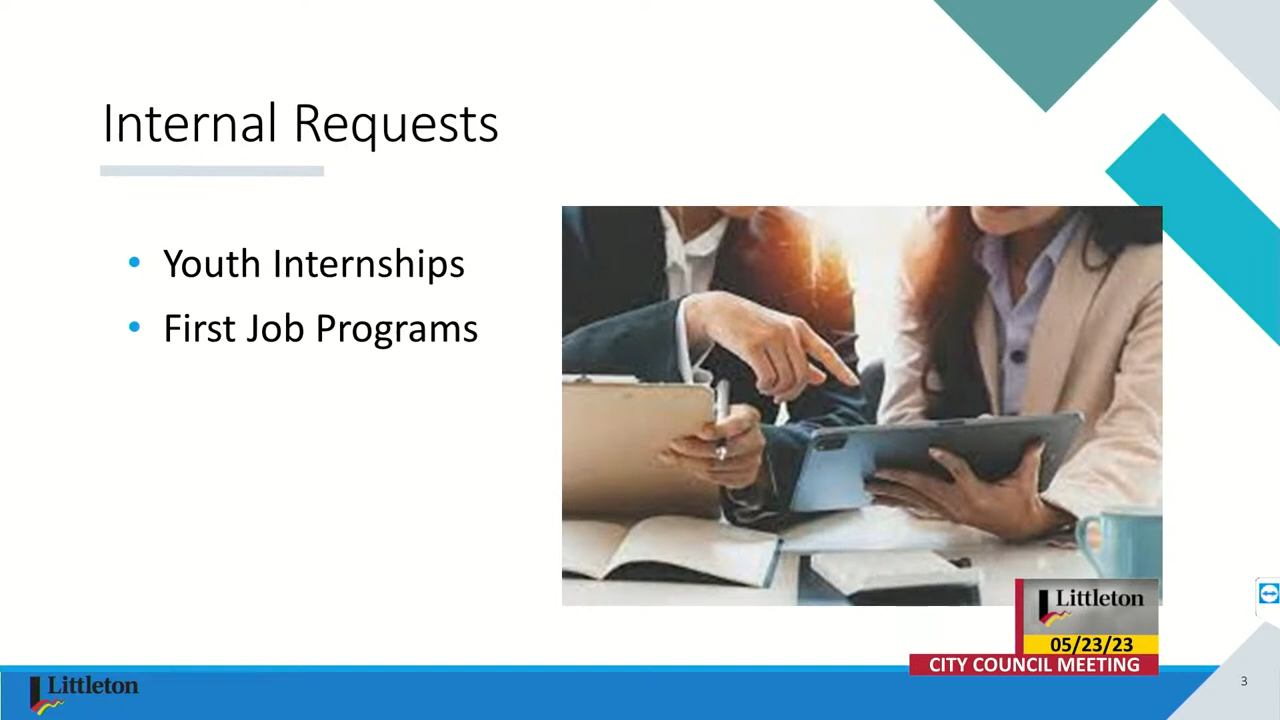 Internal Requests
Youth Internships
First Job Programs
Littleton
05/23/23
CITY COUNCIL MEETING
Littleton
3